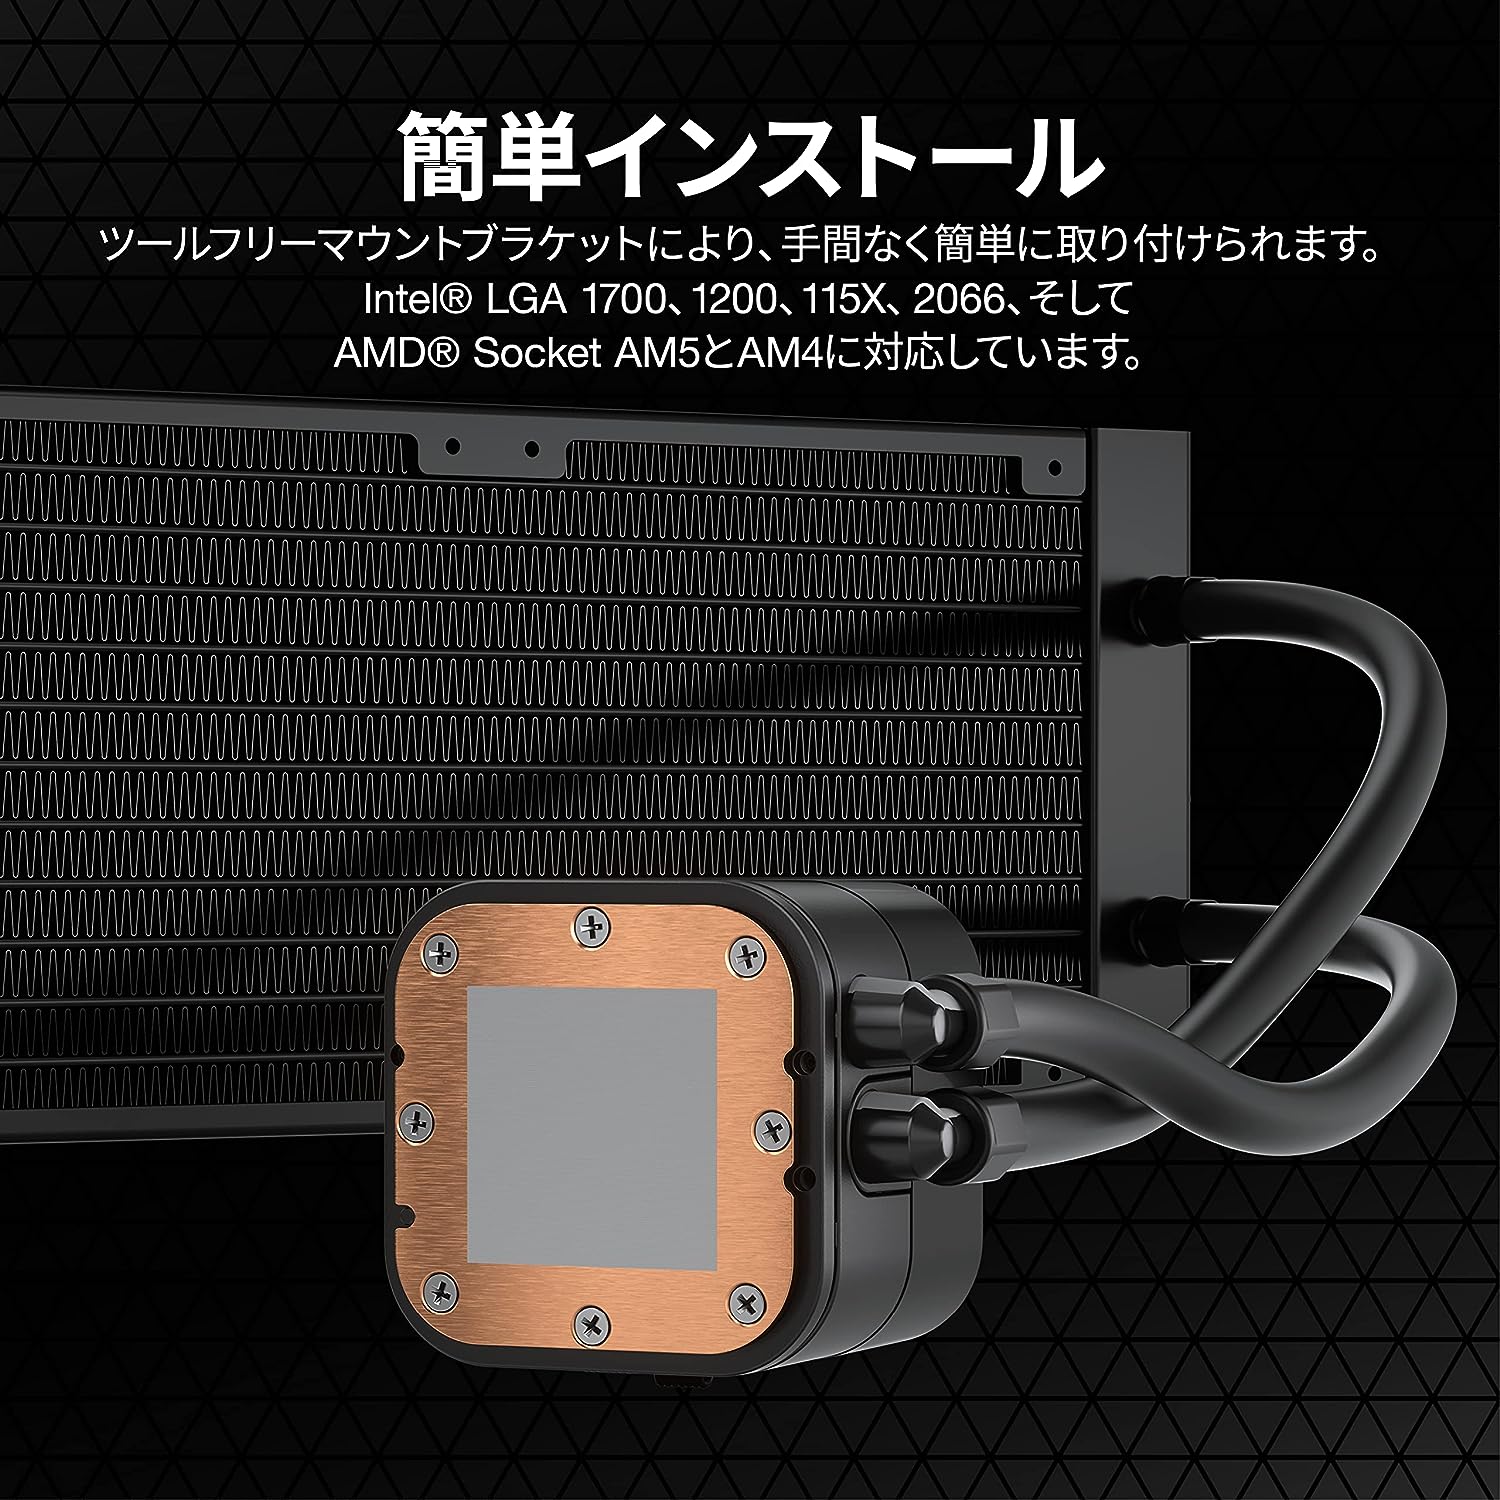 簡単インストール
ツールフリーマウントブラケットにより、手間なく簡単に取り付けられます。
Intel® LGA 1700、1200、115X、2066、そして
AMD® Socket AM5とAM4に対応しています。